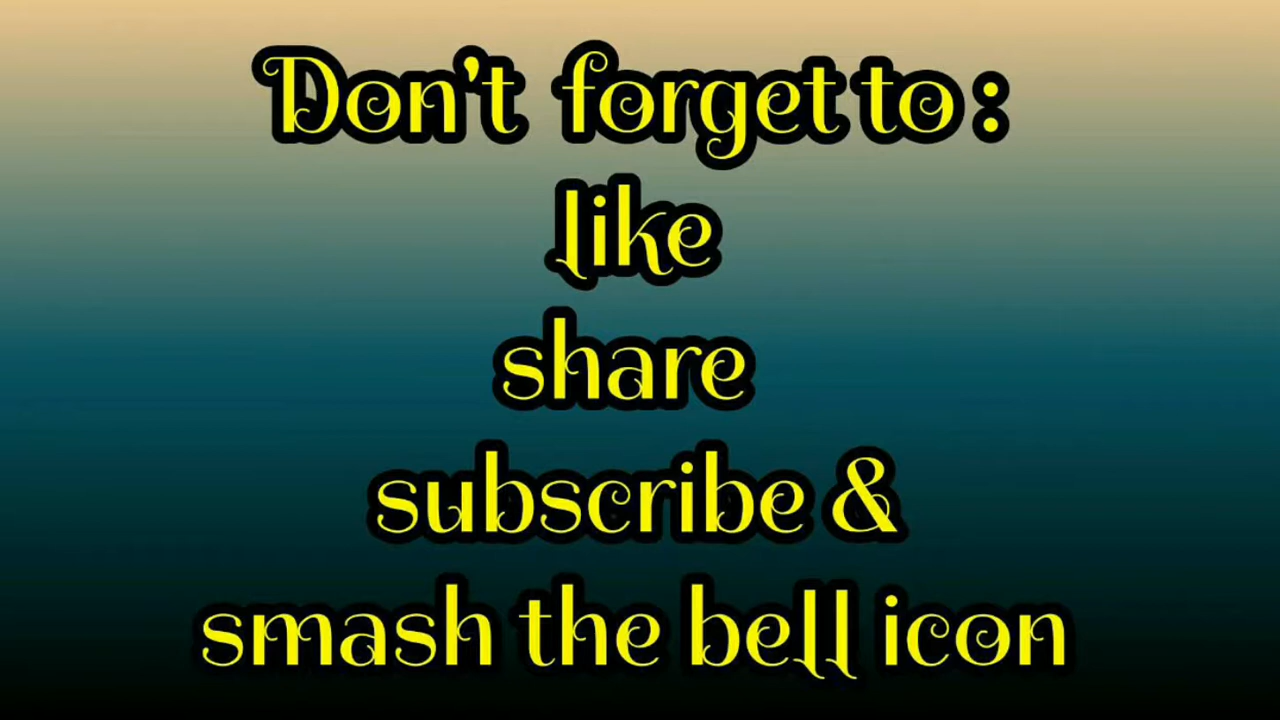 Don't forget to :
like
share
subscribe &
smash the bell icon